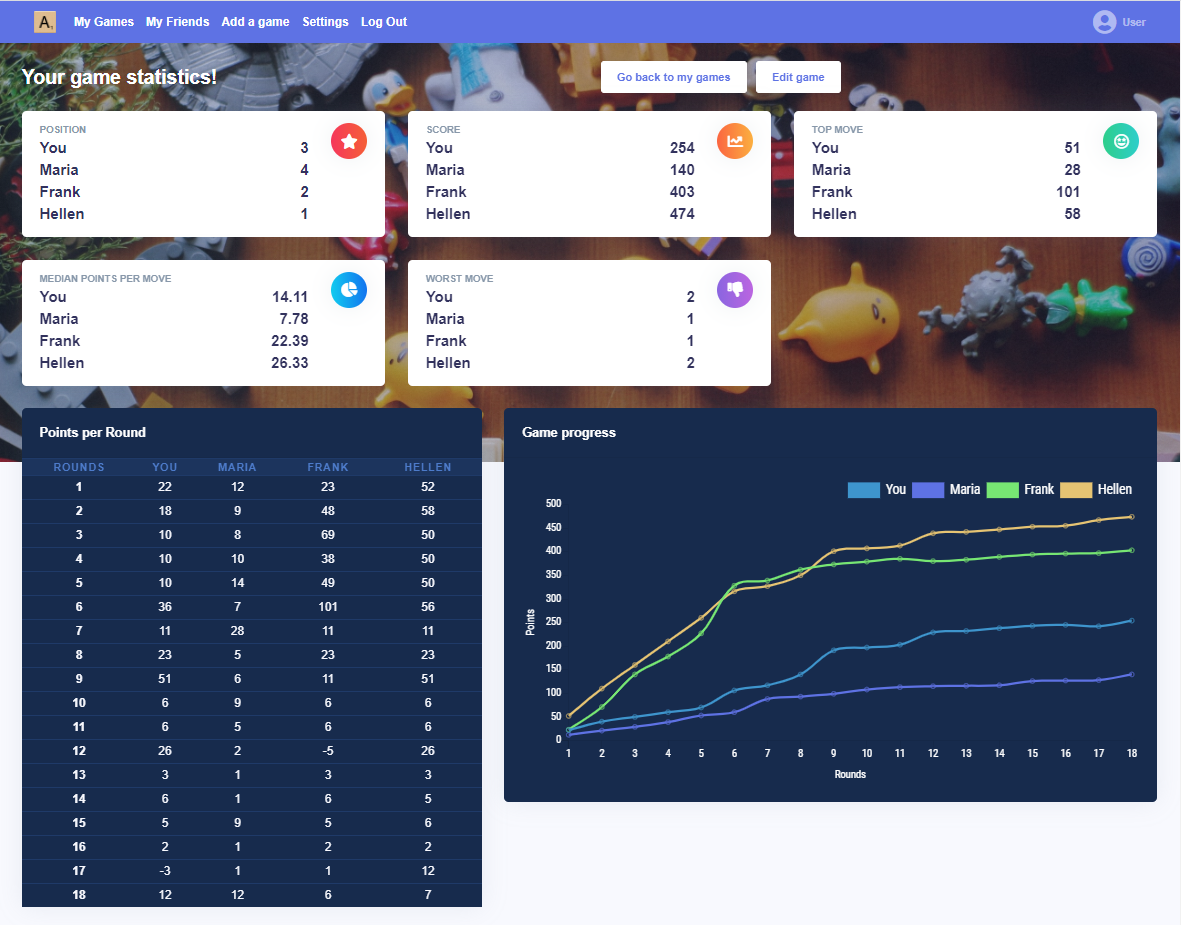 A. My Games My Friends Add a game Settings Log Out User
Your game statistics! Go back to my games Edit game
POSITION
You 3
Maria 4
Frank 2
Hellen 1
SCORE
You 254
Maria 140
Frank 403
Hellen 474
TOP MOVE
You 51
Maria 28
Frank 101
Hellen 58
MEDIAN POINTS PER MOVE
You 14.11
Maria 7.78
Frank 22.39
Hellen 26.33
WORST MOVE
You 2
Maria 1
Frank 1
Hellen 2
Points per Round
ROUNDS YOU MARIA FRANK HELLEN
1 22 12 23 52
2 18 9 48 58
3 10 8 69 50
4 10 10 38 50
5 10 14 49 50
6 36 7 101 56
7 11 28 11 11
8 23 5 23 23
9 51 6 11 51
10 6 9 6 6
11 6 5 6 6
12 26 2 -5 26
13 3 1 3 3
14 6 1 6 5
15 5 9 5 6
16 2 1 2 2
17 -3 1 1 12
18 12 12 6 7
Game progress
You Maria Frank Hellen
500
450
400
350
300
250
200
150
100
50
0
Points
1 2 3 4 5 6 7 8 9 10 11 12 13 14 15 16 17 18
Rounds